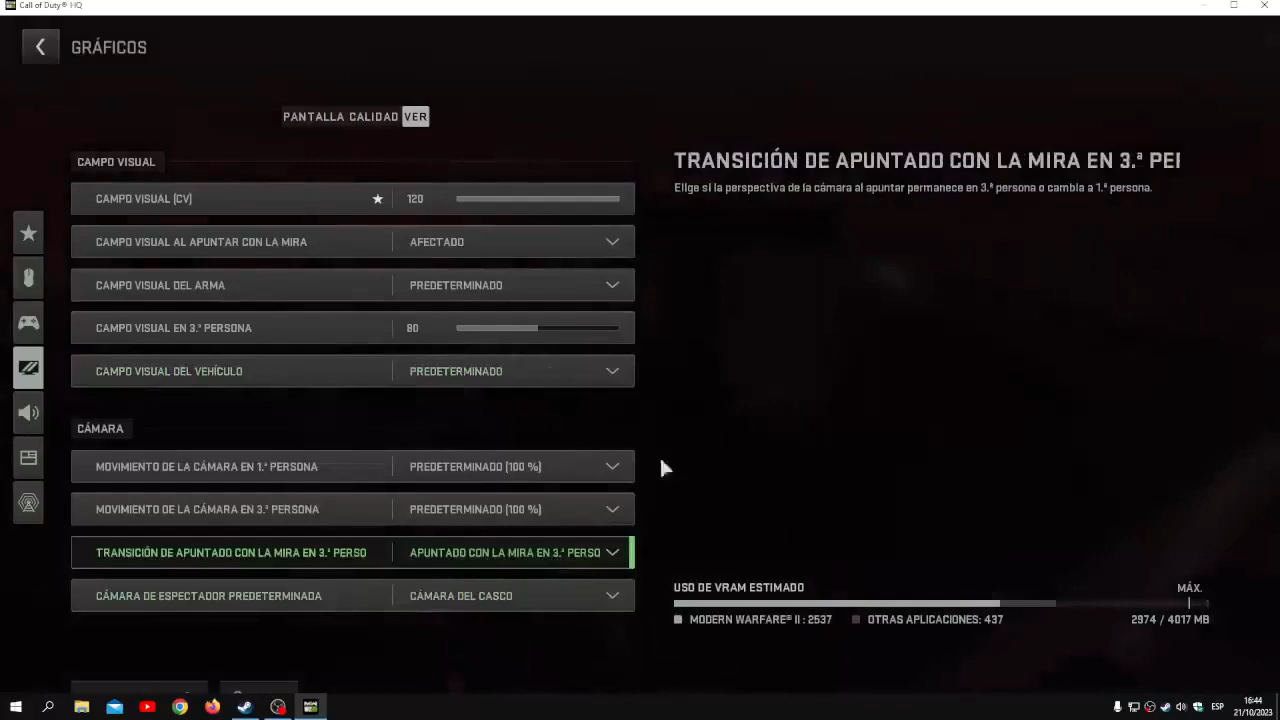 Call of Duty® HQ
GRÁFICOS
PANTALLA CALIDAD VER
CAMPO VISUAL
CAMPO VISUAL (CV) 120
CAMPO VISUAL AL APUNTAR CON LA MIRA AFECTADO
CAMPO VISUAL DEL ARMA PREDETERMINADO
CAMPO VISUAL EN 3.ª PERSONA 80
CAMPO VISUAL DEL VEHÍCULO PREDETERMINADO
CÁMARA
MOVIMIENTO DE LA CÁMARA EN 1.ª PERSONA PREDETERMINADO (100 %)
MOVIMIENTO DE LA CÁMARA EN 3.ª PERSONA PREDETERMINADO (100 %)
TRANSICIÓN DE APUNTADO CON LA MIRA EN 3.ª PERSO APUNTADO CON LA MIRA EN 3.ª PERSO
CÁMARA DE ESPECTADOR PREDETERMINADA CÁMARA DEL CASCO
TRANSICIÓN DE APUNTADO CON LA MIRA EN 3.ª PE
Elige si la perspectiva de la cámara al apuntar permanece en 3.ª persona o cambia a 1.ª persona.
USO DE VRAM ESTIMADO MÁX.
MODERN WARFARE® II : 2537 OTRAS APLICACIONES: 437 2974 / 4017 MB
ESP
16:44
21/10/2023